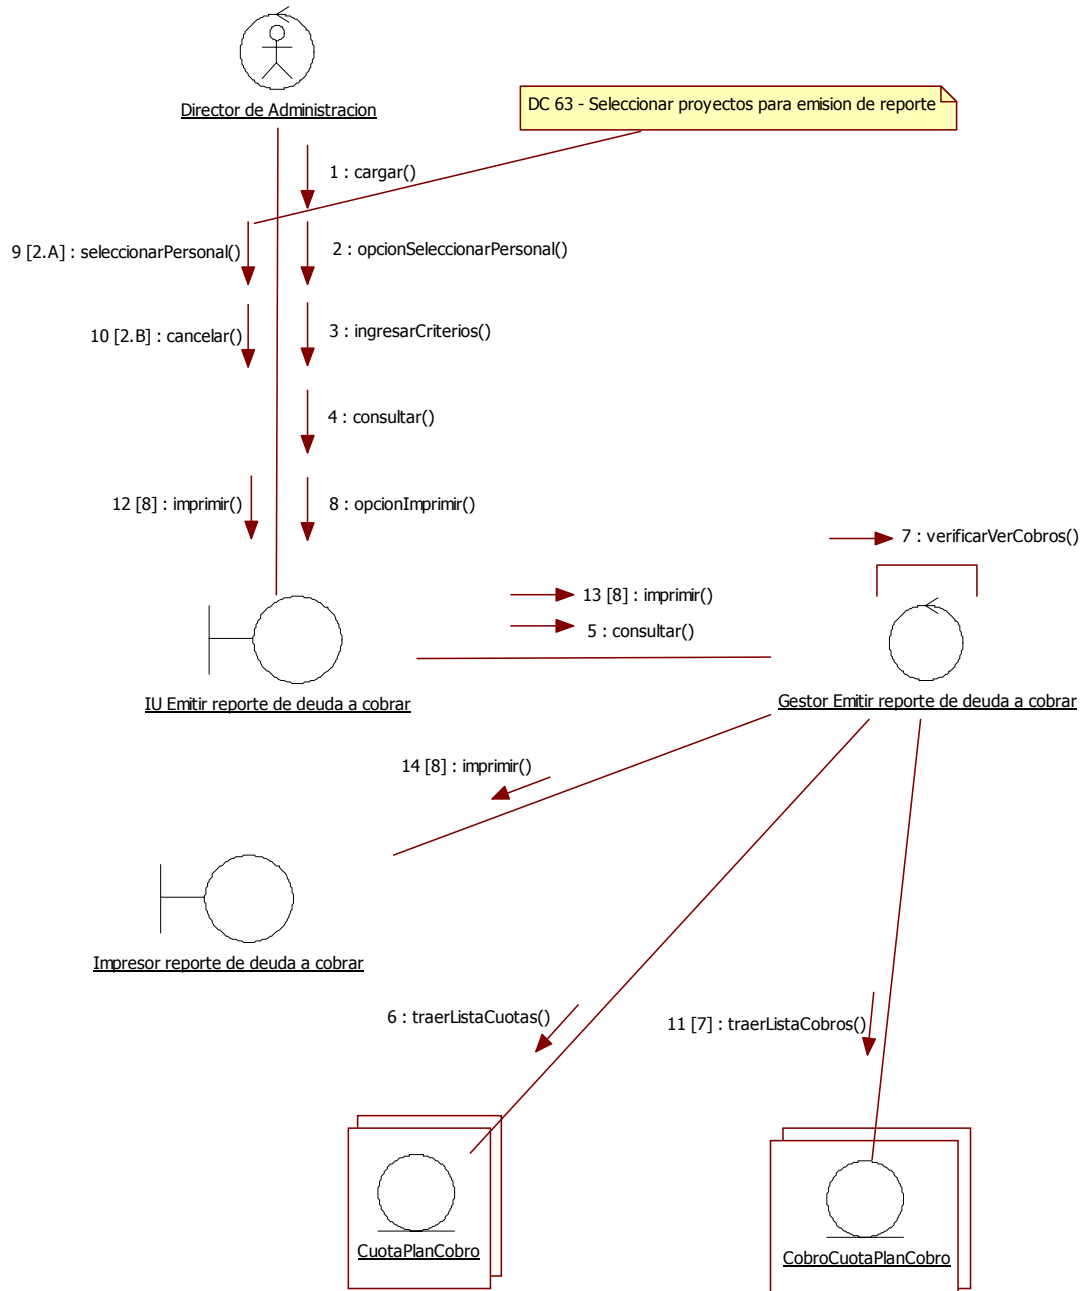 Director de Administracion
DC 63 - Seleccionar proyectos para emision de reporte
1 : cargar()
9 [2.A] : seleccionarPersonal()
2 : opcionSeleccionarPersonal()
10 [2.B] : cancelar()
3 : ingresarCriterios()
4 : consultar()
12 [8] : imprimir()
8 : opcionImprimir()
7 : verificarVerCobros()
13 [8] : imprimir()
5 : consultar()
IU Emitir reporte de deuda a cobrar
Gestor Emitir reporte de deuda a cobrar
14 [8] : imprimir()
Impresor reporte de deuda a cobrar
6 : traerListaCuotas()
11 [7] : traerListaCobros()
CuotaPlanCobro
CobroCuotaPlanCobro